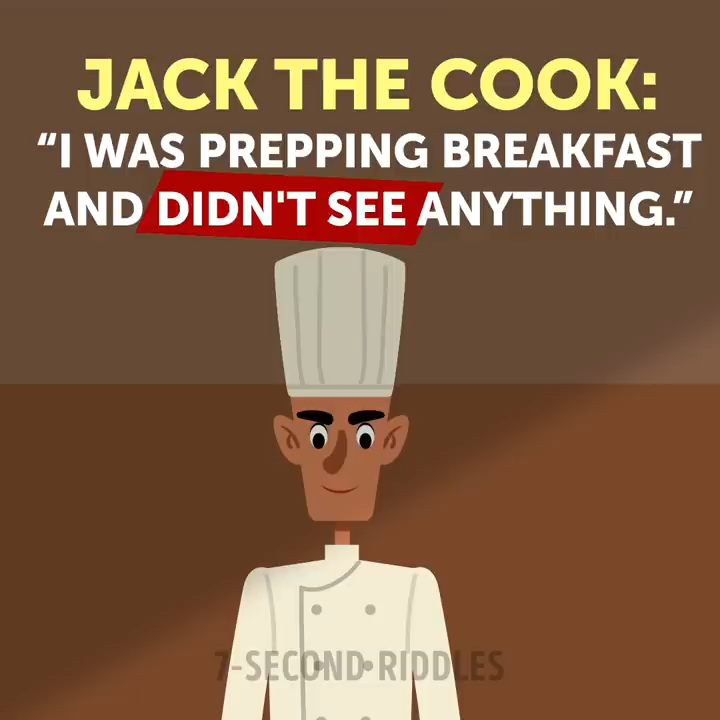 JACK THE COOK:
“I WAS PREPPING BREAKFAST
AND DIDN'T SEE ANYTHING.”
7-SECOND RIDDLES